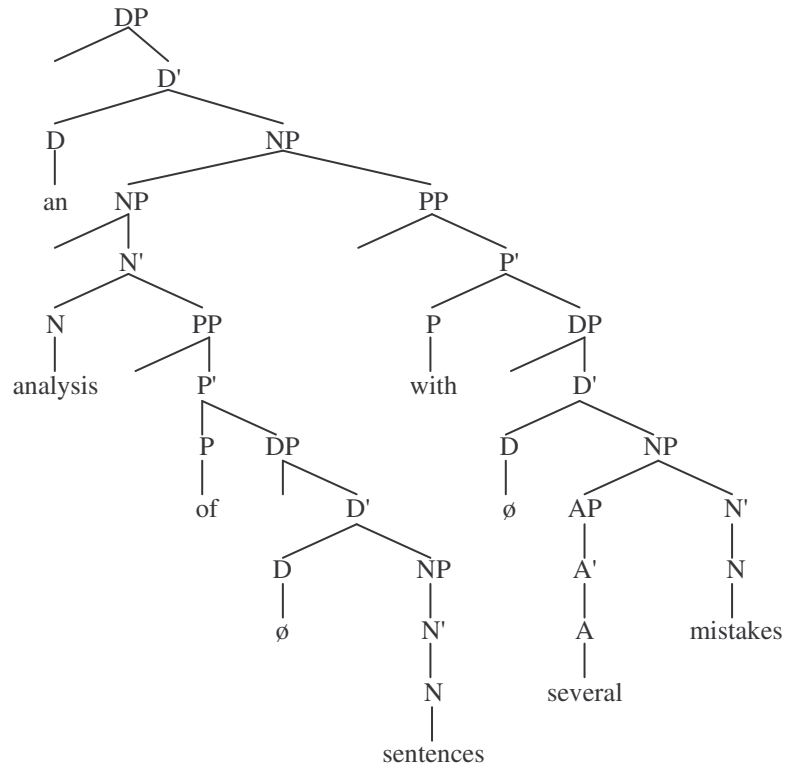 DP
D'
D NP
an NP PP
N' P'
N PP P DP
analysis P' with D'
P DP D NP
of D' ø AP N'
D NP A' N
ø N' A mistakes
N several
sentences